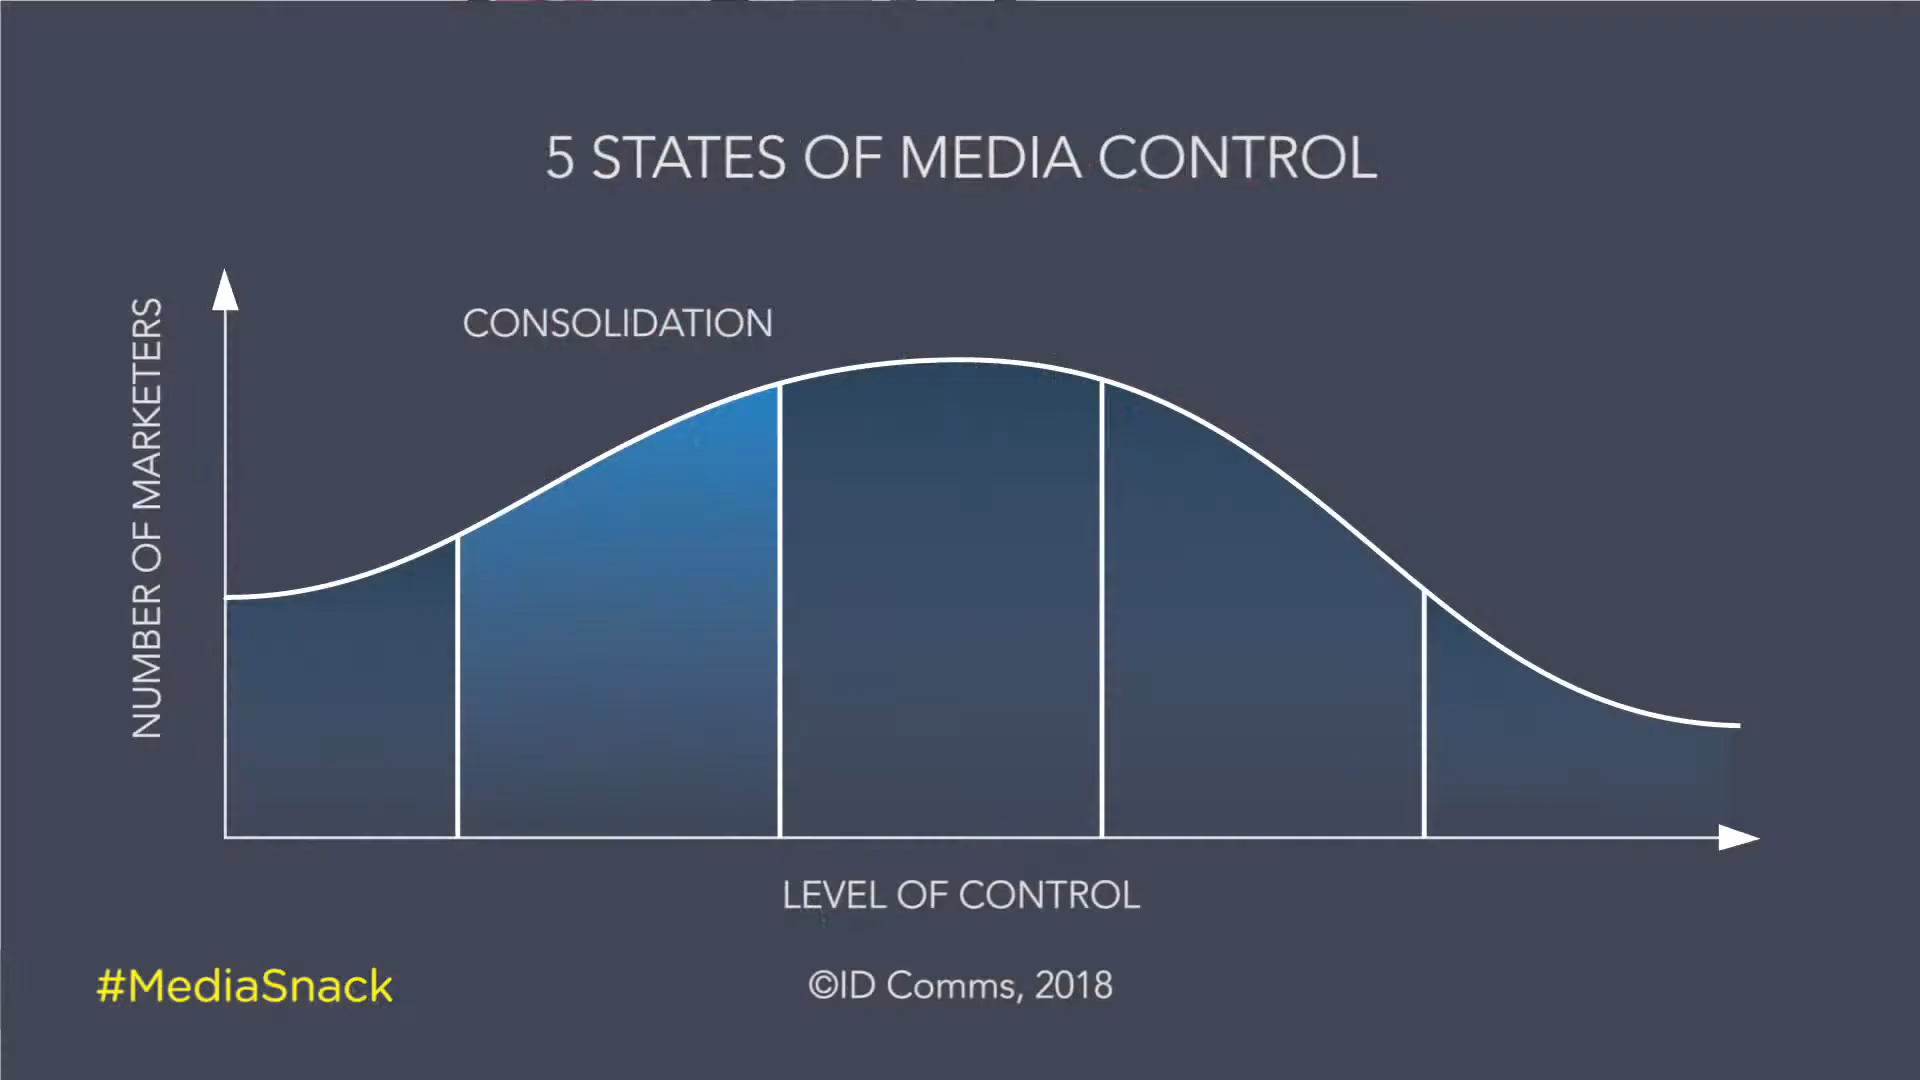 5 STATES OF MEDIA CONTROL
CONSOLIDATION
NUMBER OF MARKETERS
LEVEL OF CONTROL
#MediaSnack
©ID Comms, 2018